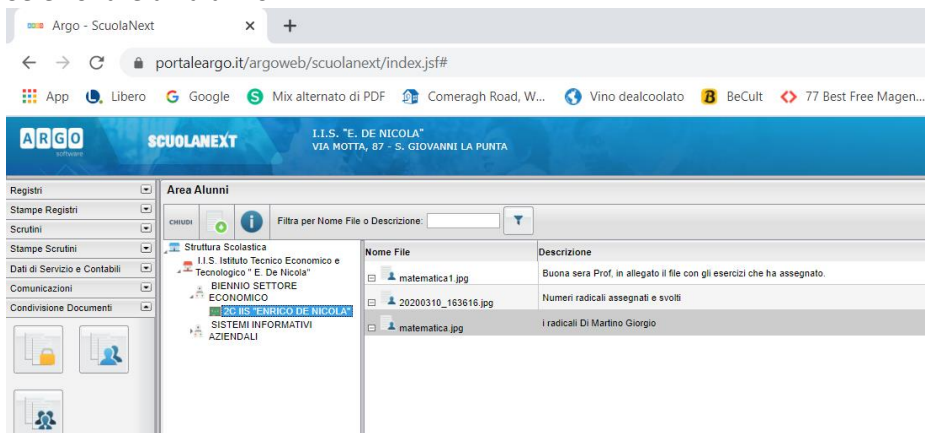 Argo - ScuolaNext
portaleargo.it/argoweb/scuolanext/index.jsf#
App Libero Google Mix alternato di PDF Comeragh Road, W... Vino dealcoolato BeCult 77 Best Free Magen...
ARGO software SCUOLANEXT I.I.S. "E. DE NICOLA"
VIA MOTTA, 87 - S. GIOVANNI LA PUNTA
Registri
Stampe Registri
Scrutini
Stampe Scrutini
Dati di Servizio e Contabili
Comunicazioni
Condivisione Documenti
Area Alunni
CHIUDI Filtra per Nome File o Descrizione:
Struttura Scolastica
I.I.S. Istituto Tecnico Economico e
Tecnologico " E. De Nicola"
BIENNIO SETTORE
ECONOMICO
2C IIS "ENRICO DE NICOLA"
SISTEMI INFORMATIVI
AZIENDALI
Nome File Descrizione
matematica1.jpg Buona sera Prof, in allegato il file con gli esercizi che ha assegnato.
20200310_163616.jpg Numeri radicali assegnati e svolti
matematica.jpg i radicali Di Martino Giorgio